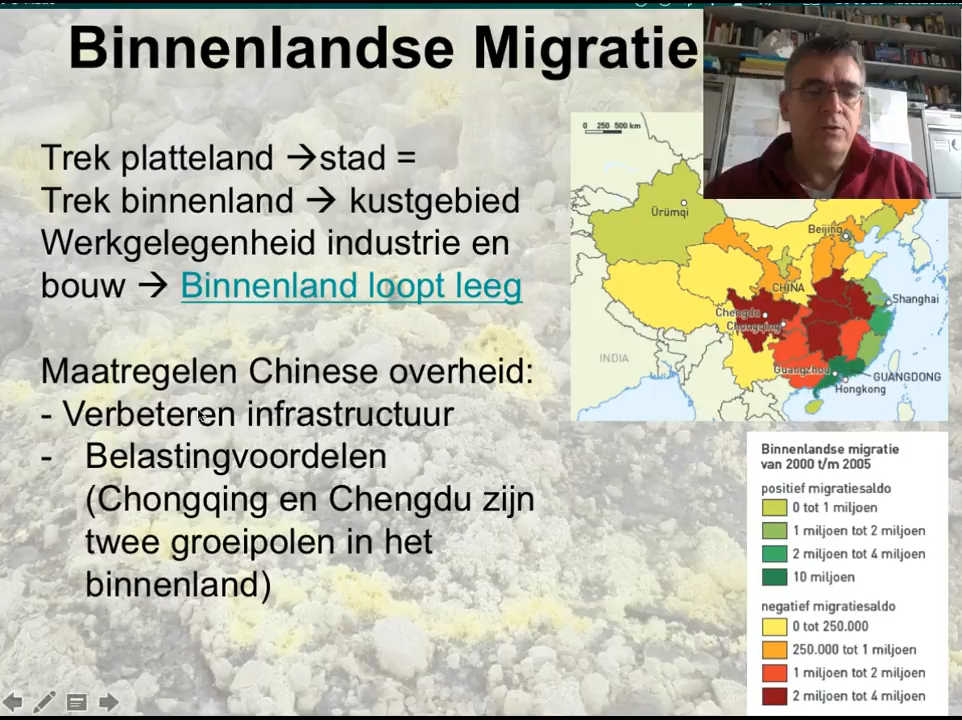 Binnenlandse Migratie
Trek platteland →stad =
Trek binnenland → kustgebied
Werkgelegenheid industrie en
bouw → Binnenland loopt leeg
Maatregelen Chinese overheid:
- Verbeteren infrastructuur
- Belastingvoordelen
(Chongqing en Chengdu zijn
twee groeipolen in het
binnenland)
0 250 500 km
Ürümqi
Beijing
CHINA
Shanghai
Chengdu
Chongqing
INDIA
Guangzhou
GUANGDONG
Hongkong
Binnenlandse migratie
van 2000 t/m 2005
positief migratiesaldo
0 tot 1 miljoen
1 miljoen tot 2 miljoen
2 miljoen tot 4 miljoen
10 miljoen
negatief migratiesaldo
0 tot 250.000
250.000 tot 1 miljoen
1 miljoen tot 2 miljoen
2 miljoen tot 4 miljoen